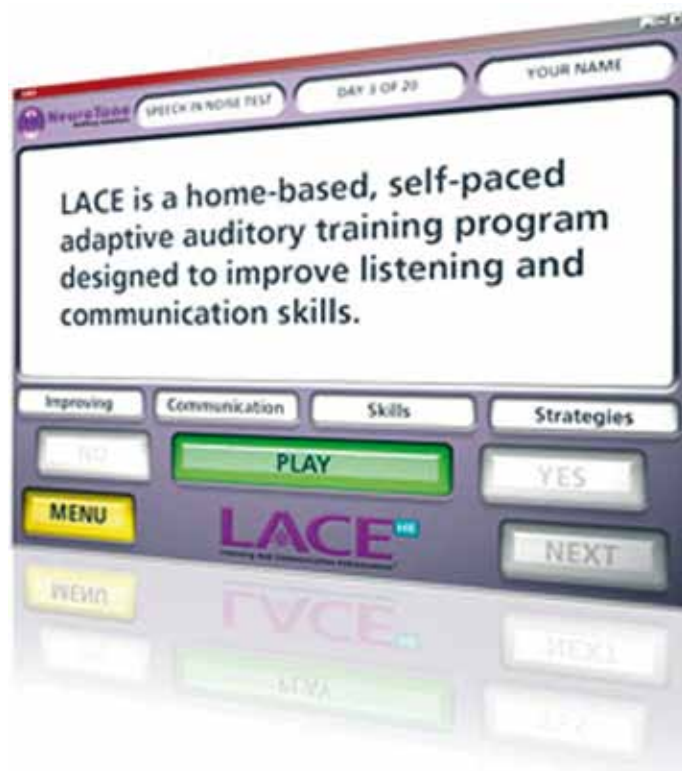 NeuroTone
SPEECH IN NOISE TEST
DAY 3 OF 20
YOUR NAME
LACE is a home-based, self-paced
adaptive auditory training program
designed to improve listening and
communication skills.
Improving
Communication
Skills
Strategies
NO
PLAY
YES
MENU
LACE
NEXT